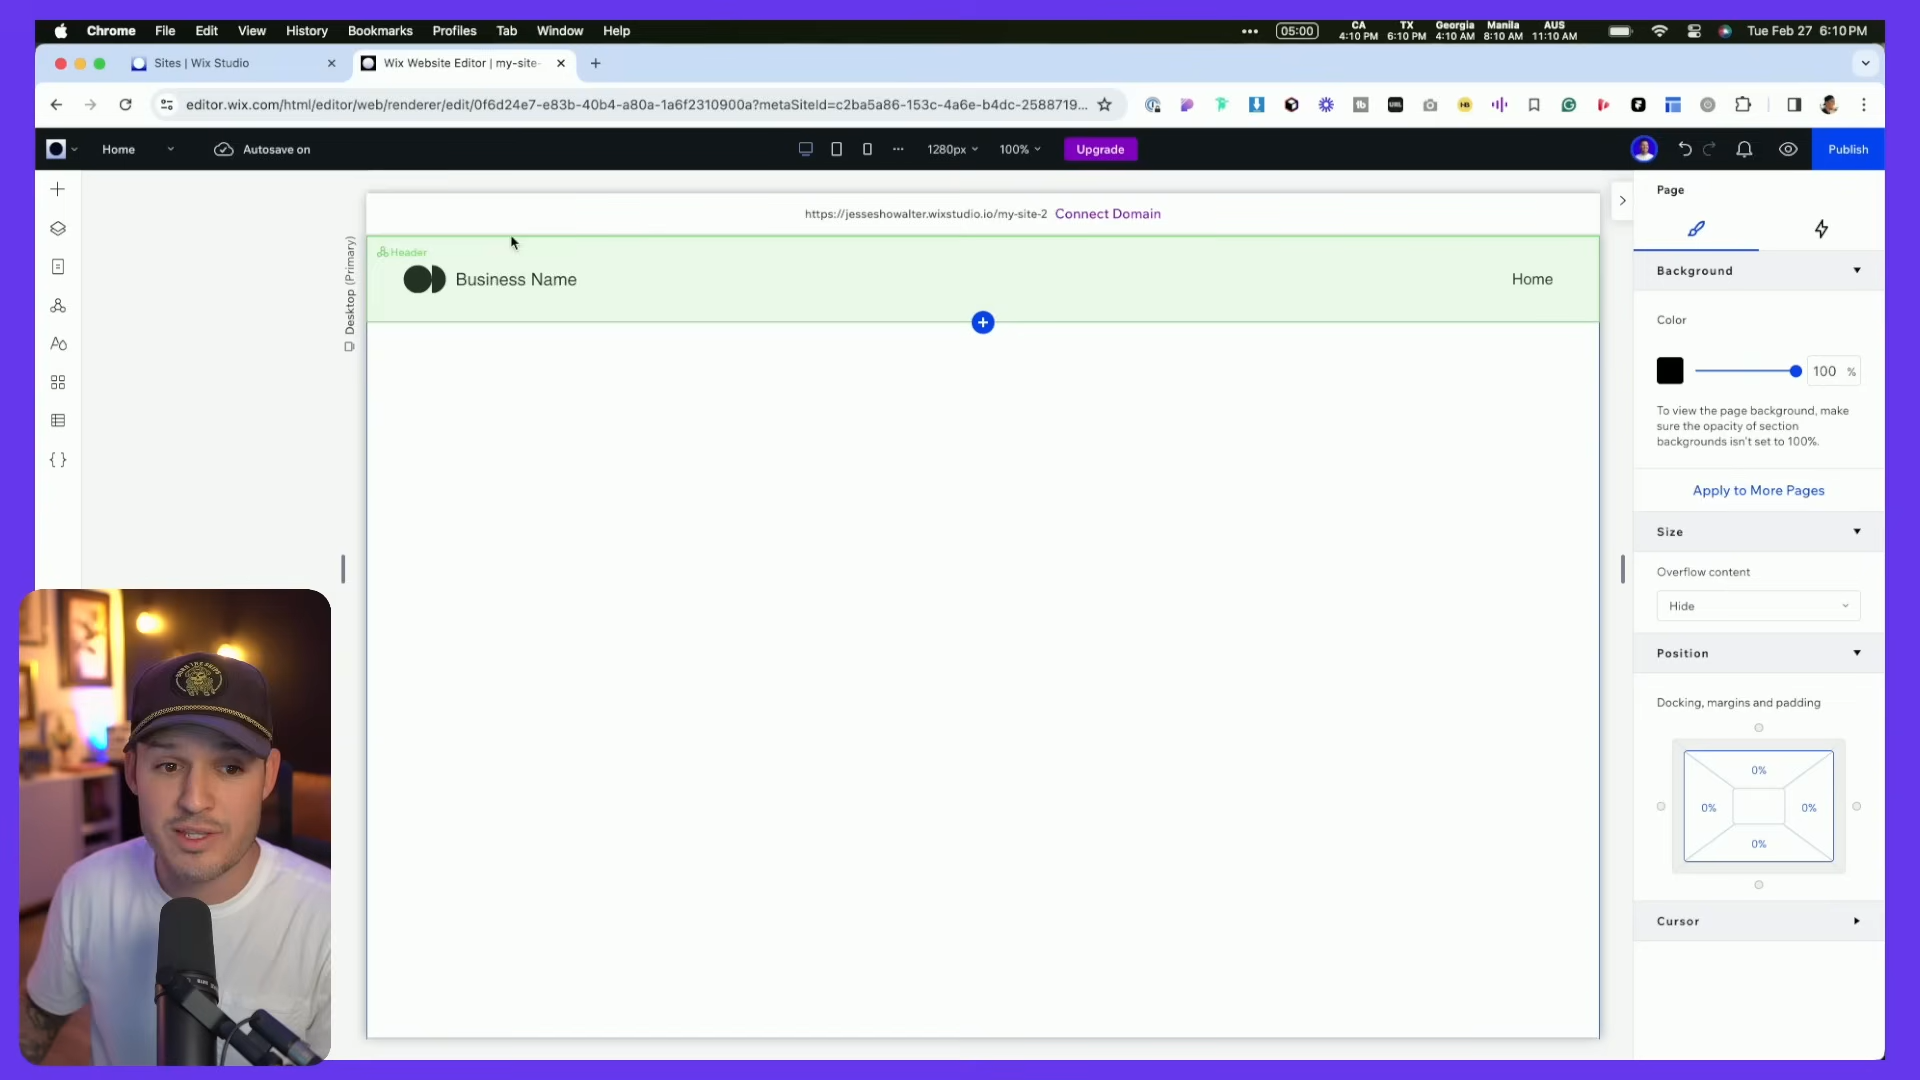 Chrome File Edit View History Bookmarks Profiles Tab Window Help
05:00
CA TX Georgia Manila AUS
4:10 PM 6:10 PM 4:10 AM 8:10 AM 11:10 AM
Tue Feb 27 6:10 PM
Sites | Wix Studio
Wix Website Editor | my-site-
editor.wix.com/html/editor/web/renderer/edit/0f6d24e7-e83b-40b4-a80a-1a6f2310900a?metaSiteId=c2ba5a86-153c-4a6e-b4dc-2588719...
Home
Autosave on
1280px
100%
Upgrade
Publish
https://jesseshowalter.wixstudio.io/my-site-2 Connect Domain
Desktop (Primary)
Header
Business Name
Home
Page
Background
Color
100 %
To view the page background, make
sure the opacity of section
backgrounds isn't set to 100%.
Apply to More Pages
Size
Overflow content
Hide
Position
Docking, margins and padding
0%
0% 0%
0%
Cursor